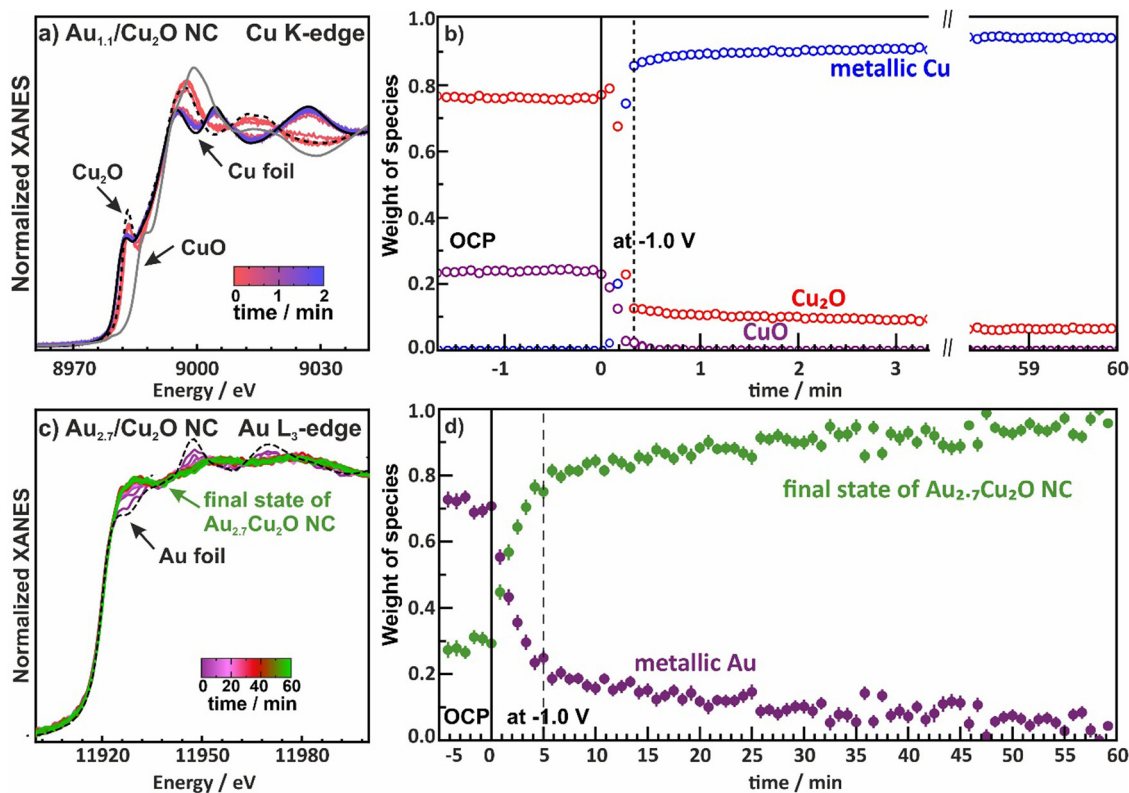 a) Au1.1/Cu2O NC Cu K-edge
Normalized XANES
Cu2O
Cu foil
CuO
0 1 2
time / min
8970 9000 9030
Energy / eV
b)
//
1.0
0.8
0.6
0.4
0.2
0.0
Weight of species
metallic Cu
OCP
at -1.0 V
Cu2O
CuO
//
-1 0 1 2 3 59 60
time / min
c) Au2.7/Cu2O NC Au L3-edge
Normalized XANES
final state of
Au2.7Cu2O NC
Au foil
0 20 40 60
time / min
11920 11950 11980
Energy / eV
d)
1.0
0.8
0.6
0.4
0.2
0.0
Weight of species
final state of Au2.7Cu2O NC
metallic Au
OCP
at -1.0 V
-5 0 5 10 15 20 25 30 35 40 45 50 55 60
time / min